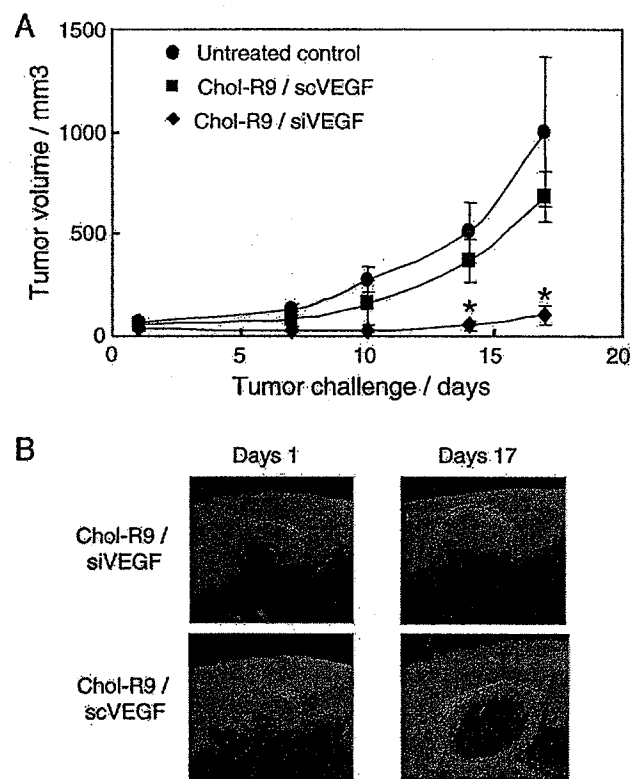 A
1500
1000
500
0
Tumor volume / mm3
● Untreated control
■ Chol-R9 / scVEGF
◆ Chol-R9 / siVEGF
* *
0 5 10 15 20
Tumor challenge / days
B
Days 1 Days 17
Chol-R9 /
siVEGF
Chol-R9 /
scVEGF